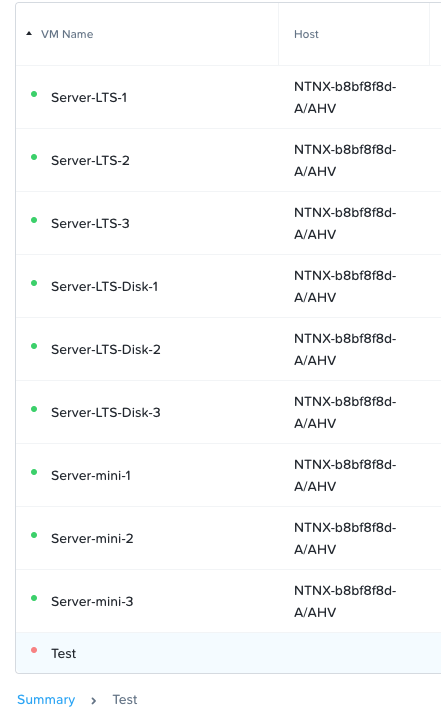 VM Name Host
Server-LTS-1 NTNX-b8bf8f8d-
A/AHV
Server-LTS-2 NTNX-b8bf8f8d-
A/AHV
Server-LTS-3 NTNX-b8bf8f8d-
A/AHV
Server-LTS-Disk-1 NTNX-b8bf8f8d-
A/AHV
Server-LTS-Disk-2 NTNX-b8bf8f8d-
A/AHV
Server-LTS-Disk-3 NTNX-b8bf8f8d-
A/AHV
Server-mini-1 NTNX-b8bf8f8d-
A/AHV
Server-mini-2 NTNX-b8bf8f8d-
A/AHV
Server-mini-3 NTNX-b8bf8f8d-
A/AHV
Test
Summary > Test